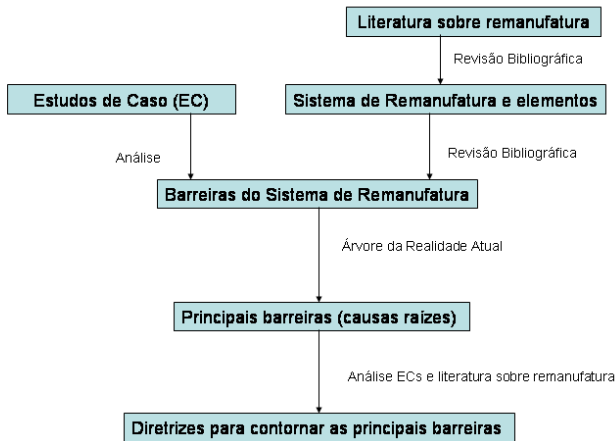 Literatura sobre remanufatura
Revisão Bibliográfica
Estudos de Caso (EC)
Sistema de Remanufatura e elementos
Análise
Revisão Bibliográfica
Barreiras do Sistema de Remanufatura
Árvore da Realidade Atual
Principais barreiras (causas raízes)
Análise ECs e literatura sobre remanufatura
Diretrizes para contornar as principais barreiras